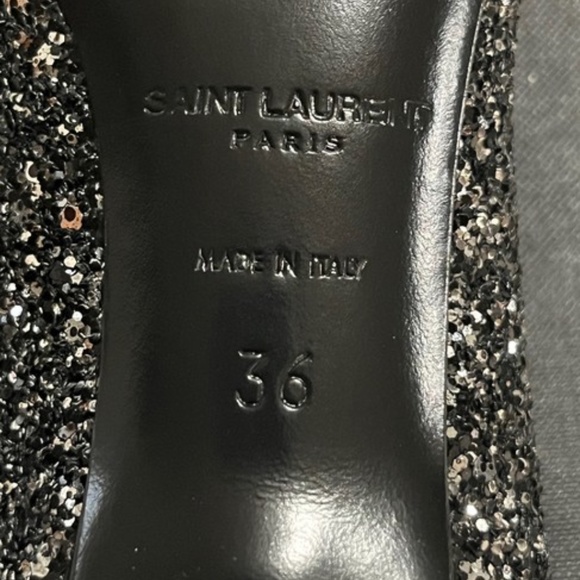 SAINT LAURENT
PARIS
MADE IN ITALY
36